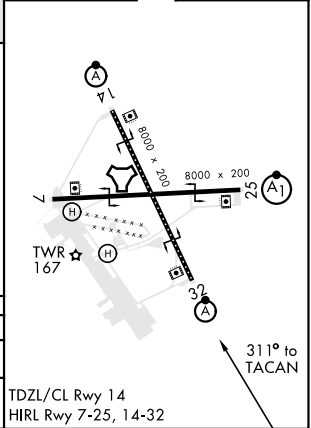 A
14
8000 x 200
8000 x 200
A1
7
25
H
TWR
167
H
32
A
311° to
TACAN
TDZL/CL Rwy 14
HIRL Rwy 7-25, 14-32